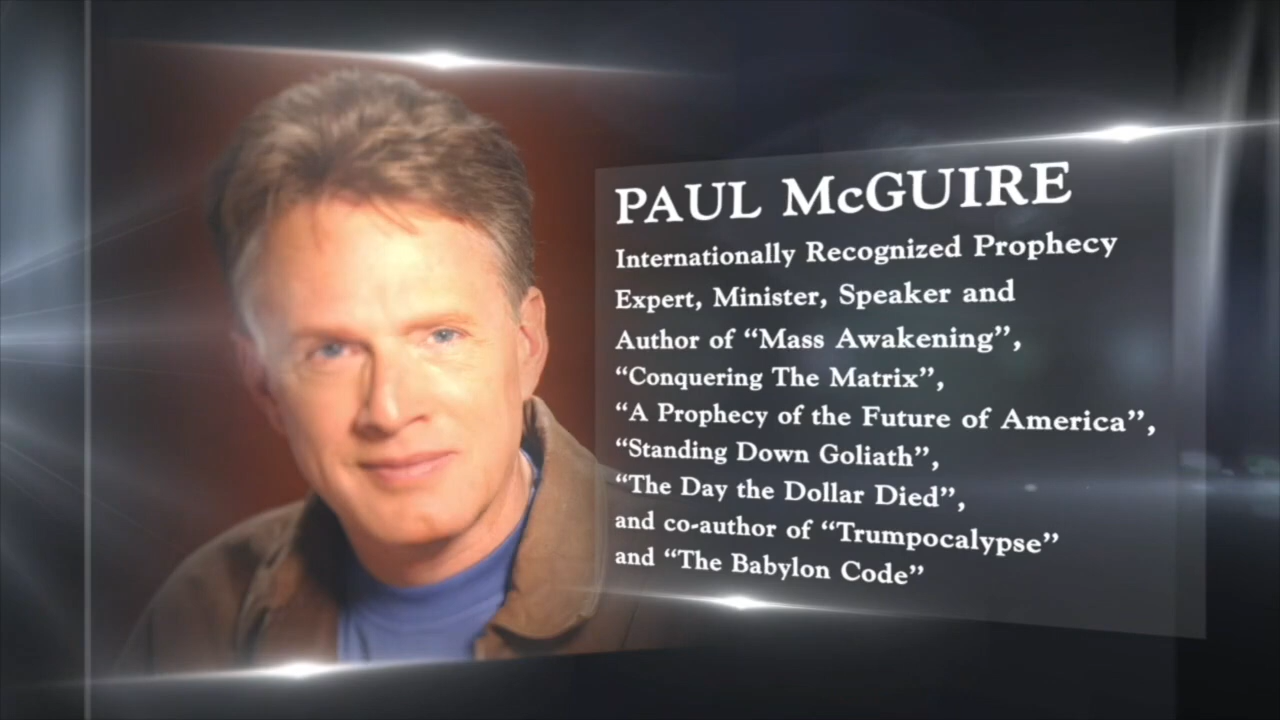 PAUL McGUIRE
Internationally Recognized Prophecy
Expert, Minister, Speaker and
Author of “Mass Awakening”,
“Conquering The Matrix”,
“A Prophecy of the Future of America”,
“Standing Down Goliath”,
“The Day the Dollar Died”,
and co-author of “Trumpocalypse”
and “The Babylon Code”